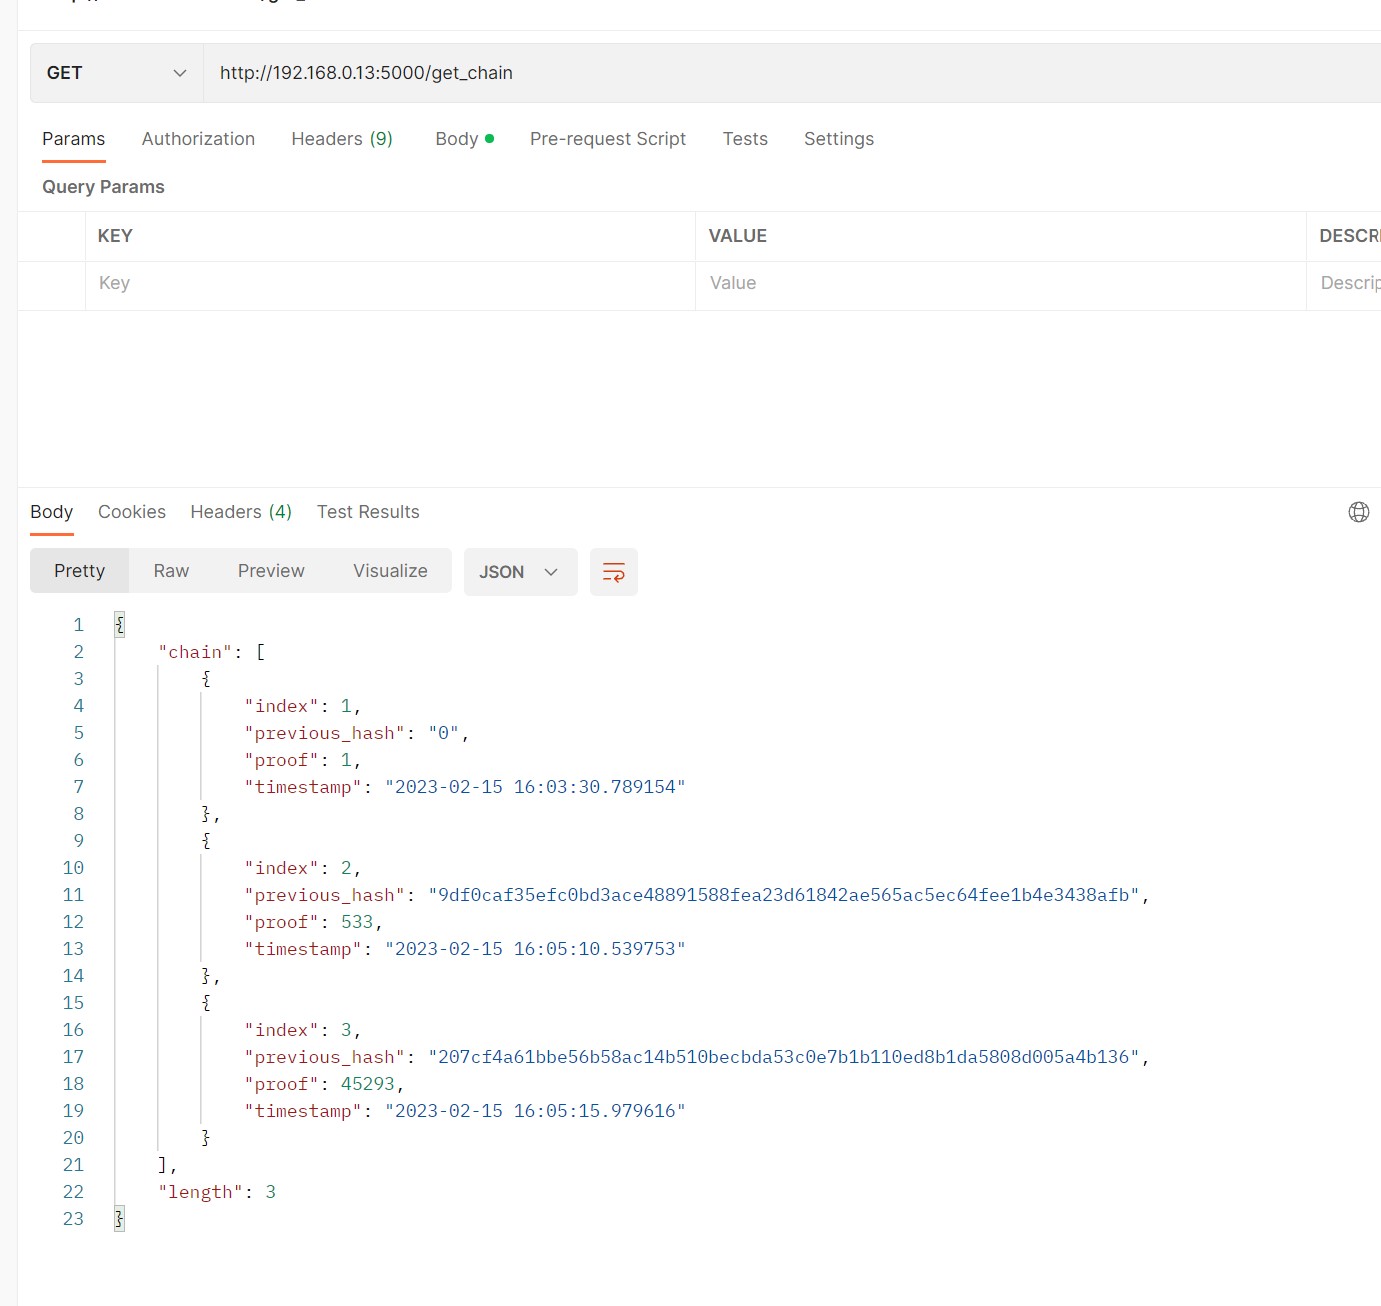 GET http://192.168.0.13:5000/get_chain
Params Authorization Headers (9) Body Pre-request Script Tests Settings
Query Params
KEY VALUE DESCRI
Key Value Descrip
Body Cookies Headers (4) Test Results
Pretty Raw Preview Visualize JSON
1 {
2 "chain": [
3 {
4 "index": 1,
5 "previous_hash": "0",
6 "proof": 1,
7 "timestamp": "2023-02-15 16:03:30.789154"
8 },
9 {
10 "index": 2,
11 "previous_hash": "9df0caf35efc0bd3ace48891588fea23d61842ae565ac5ec64fee1b4e3438afb",
12 "proof": 533,
13 "timestamp": "2023-02-15 16:05:10.539753"
14 },
15 {
16 "index": 3,
17 "previous_hash": "207cf4a61bbe56b58ac14b510becbda53c0e7b1b110ed8b1da5808d005a4b136",
18 "proof": 45293,
19 "timestamp": "2023-02-15 16:05:15.979616"
20 }
21 ],
22 "length": 3
23 }